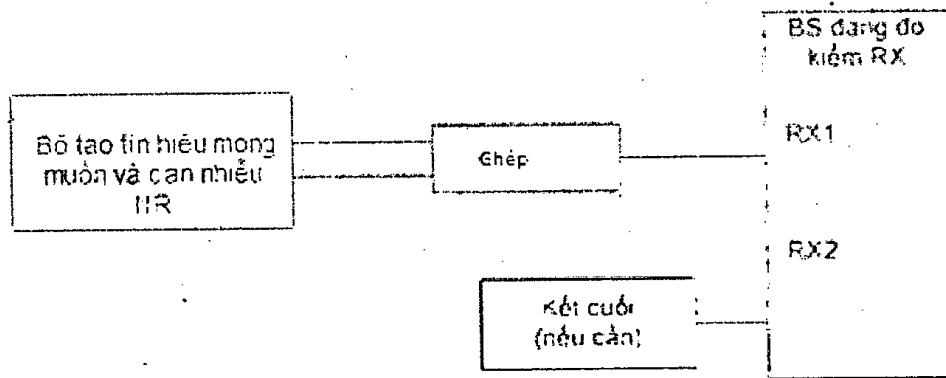 BS đang đo
kiểm RX
Bộ tạo tín hiệu mong
muốn và can nhiễu
NR
Ghép
RX1
RX2
Kết cuối
(nếu cần)